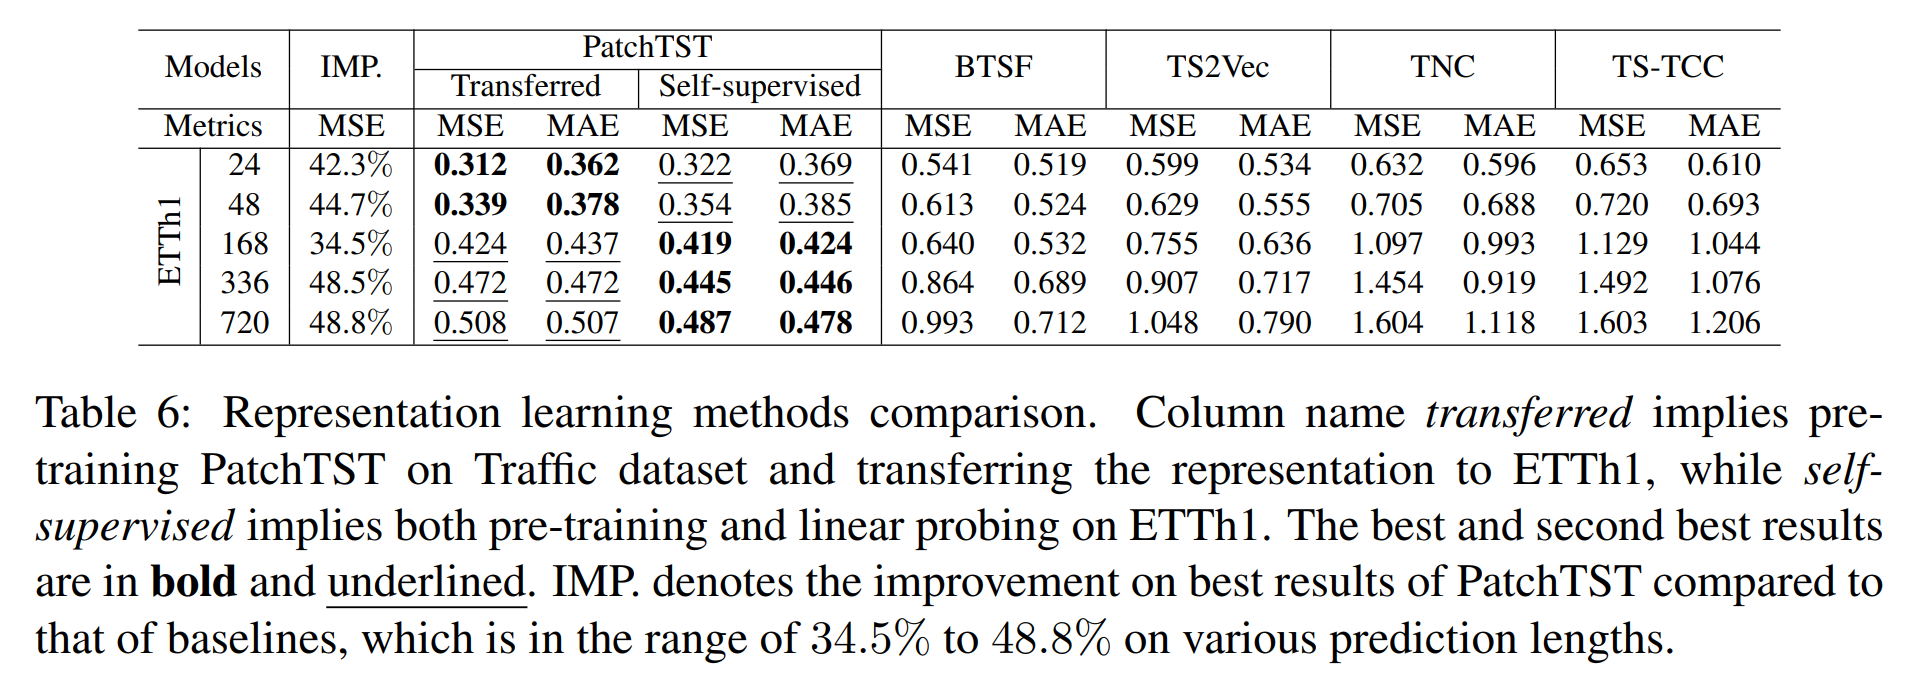 Models IMP. PatchTST BTSF TS2Vec TNC TS-TCC
Transferred Self-supervised
Metrics MSE MSE MAE MSE MAE MSE MAE MSE MAE MSE MAE MSE MAE
ETTh1
24 42.3% 0.312 0.362 0.322 0.369 0.541 0.519 0.599 0.534 0.632 0.596 0.653 0.610
48 44.7% 0.339 0.378 0.354 0.385 0.613 0.524 0.629 0.555 0.705 0.688 0.720 0.693
168 34.5% 0.424 0.437 0.419 0.424 0.640 0.532 0.755 0.636 1.097 0.993 1.129 1.044
336 48.5% 0.472 0.472 0.445 0.446 0.864 0.689 0.907 0.717 1.454 0.919 1.492 1.076
720 48.8% 0.508 0.507 0.487 0.478 0.993 0.712 1.048 0.790 1.604 1.118 1.603 1.206
Table 6: Representation learning methods comparison. Column name transferred implies pre-
training PatchTST on Traffic dataset and transferring the representation to ETTh1, while self-
supervised implies both pre-training and linear probing on ETTh1. The best and second best results
are in bold and underlined. IMP. denotes the improvement on best results of PatchTST compared to
that of baselines, which is in the range of 34.5% to 48.8% on various prediction lengths.